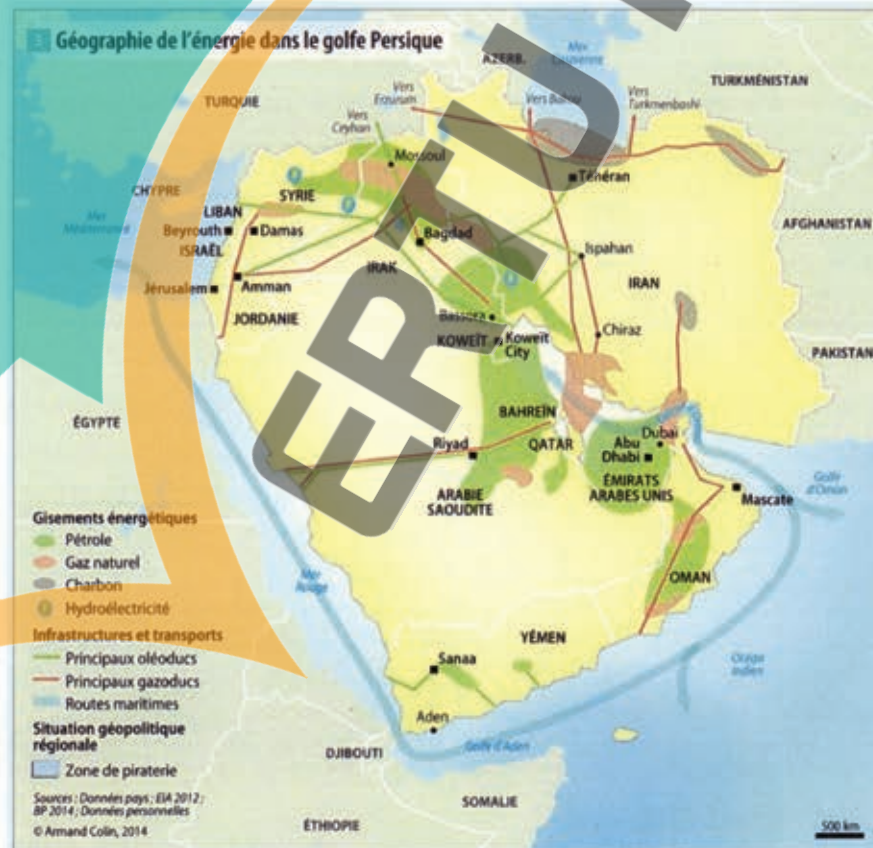 3 Géographie de l'énergie dans le golfe Persique
Mer
Caspienne
AZERB.
TURKMÉNISTAN
TURQUIE
Vers
Erzurum
Vers Bakou
Vers
Turkmenbashi
Vers
Ceyhan
Mossoul
Ténéran
CHYPRE
SYRIE
LIBAN
Mer
Méditerranée
Beyrouth
Damas
Bagdad
AFGHANISTAN
ISRAËL
Ispahan
IRAK
IRAN
Jérusalem
Amman
JORDANIE
Bassora
Chiraz
KOWEÏT
Koweït
City
PAKISTAN
ÉGYPTE
BAHREÏN
Riyad
QATAR
Dubaï
Abu
Dhabi
Golfe
d'Oman
ARABIE
SAOUDITE
ÉMIRATS
ARABES UNIS
Mascate
Gisements énergétiques
Pétrole
Gaz naturel
Charbon
Hydroélectricité
Mer
Rouge
OMAN
Infrastructures et transports
Principaux oléoducs
Principaux gazoducs
Routes maritimes
YÉMEN
Sanaa
Océan
Indien
Situation géopolitique
régionale
Zone de piraterie
Aden
Golfe d'Aden
DJIBOUTI
Sources : Données pays ; EIA 2012 ;
BP 2014 ; Données personnelles
© Armand Colin, 2014
SOMALIE
ÉTHIOPIE
500 km
ERTU